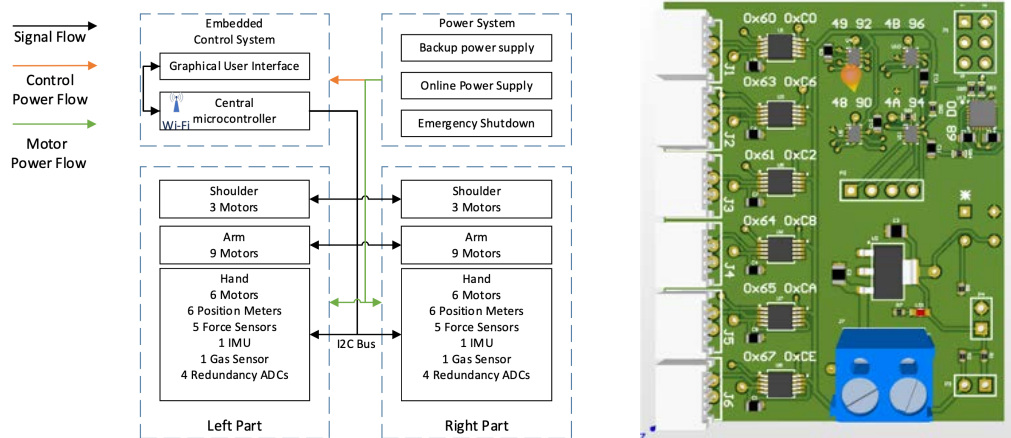 Signal Flow
Control
Power Flow
Motor
Power Flow
Embedded
Control System
Graphical User Interface
Wi-Fi
Central
microcontroller
Power System
Backup power supply
Online Power Supply
Emergency Shutdown
Shoulder
3 Motors
Arm
9 Motors
Hand
6 Motors
6 Position Meters
5 Force Sensors
1 IMU
1 Gas Sensor
4 Redundancy ADCs
Left Part
I2C Bus
Shoulder
3 Motors
Arm
9 Motors
Hand
6 Motors
6 Position Meters
5 Force Sensors
1 IMU
1 Gas Sensor
4 Redundancy ADCs
Right Part
0x60 0xC0
49 92
4B 96
J1
0x63 0xC6
48 90
4A 94
68 D0
J2
0x61 0xC2
J3
0x64 0xC8
J4
0x65 0xCA
J5
0x67 0xCE
J6